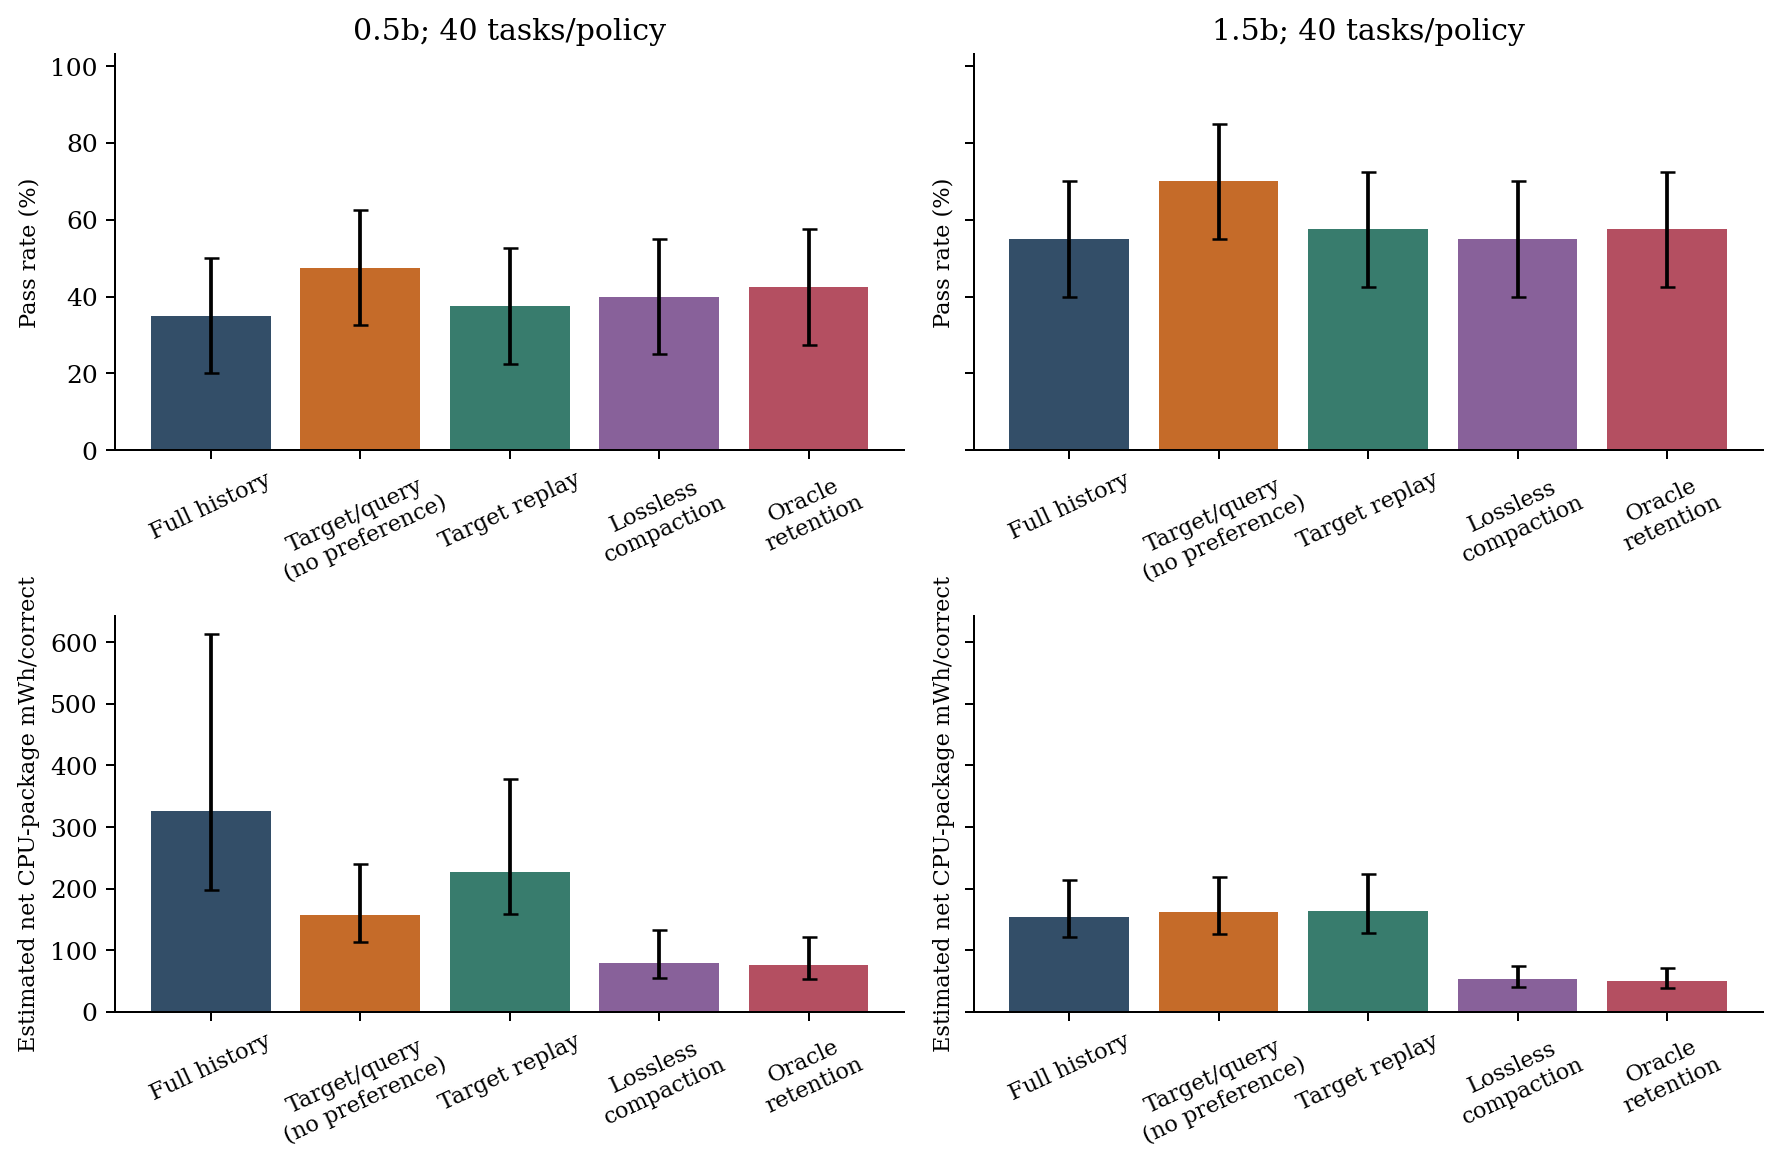 0.5b; 40 tasks/policy
Pass rate (%)
100
80
60
40
20
0
Full history
Target/query
(no preference)
Target replay
Lossless
compaction
Oracle
retention
1.5b; 40 tasks/policy
Pass rate (%)
Full history
Target/query
(no preference)
Target replay
Lossless
compaction
Oracle
retention
Estimated net CPU-package mWh/correct
600
500
400
300
200
100
0
Full history
Target/query
(no preference)
Target replay
Lossless
compaction
Oracle
retention
Estimated net CPU-package mWh/correct
Full history
Target/query
(no preference)
Target replay
Lossless
compaction
Oracle
retention